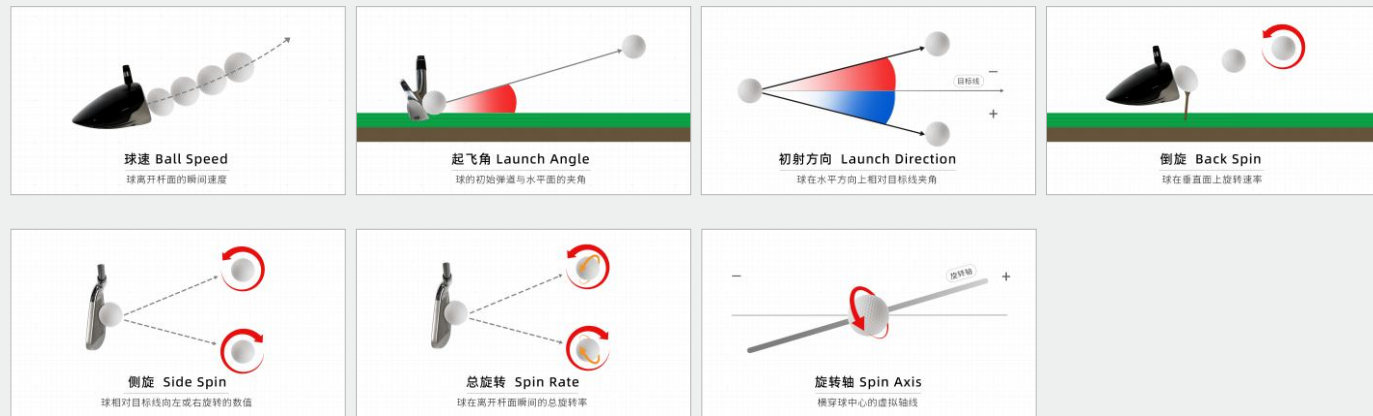 球速 Ball Speed
球离开杆面的瞬间速度
起飞角 Launch Angle
球的初始弹道与水平面的夹角
目标线
−
+
初射方向 Launch Direction
球在水平方向上相对目标线夹角
倒旋 Back Spin
球在垂直面上旋转速率
侧旋 Side Spin
球相对目标线向左或右旋转的数值
总旋转 Spin Rate
球在离开杆面瞬间的总旋转率
−
旋转轴
+
旋转轴 Spin Axis
横穿球中心的虚拟轴线